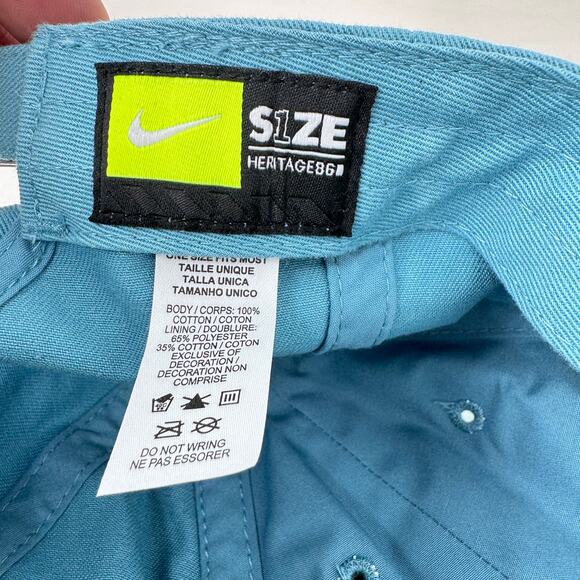 S1ZE
HERITAGE86
ONE SIZE FITS MOST
TAILLE UNIQUE
TALLA UNICA
TAMANHO UNICO
BODY / CORPS: 100%
COTTON / COTON
LINING / DOUBLURE:
65% POLYESTER
35% COTTON / COTON
EXCLUSIVE OF
DECORATION /
DECORATION NON
COMPRISE
DO NOT WRING
NE PAS ESSORER